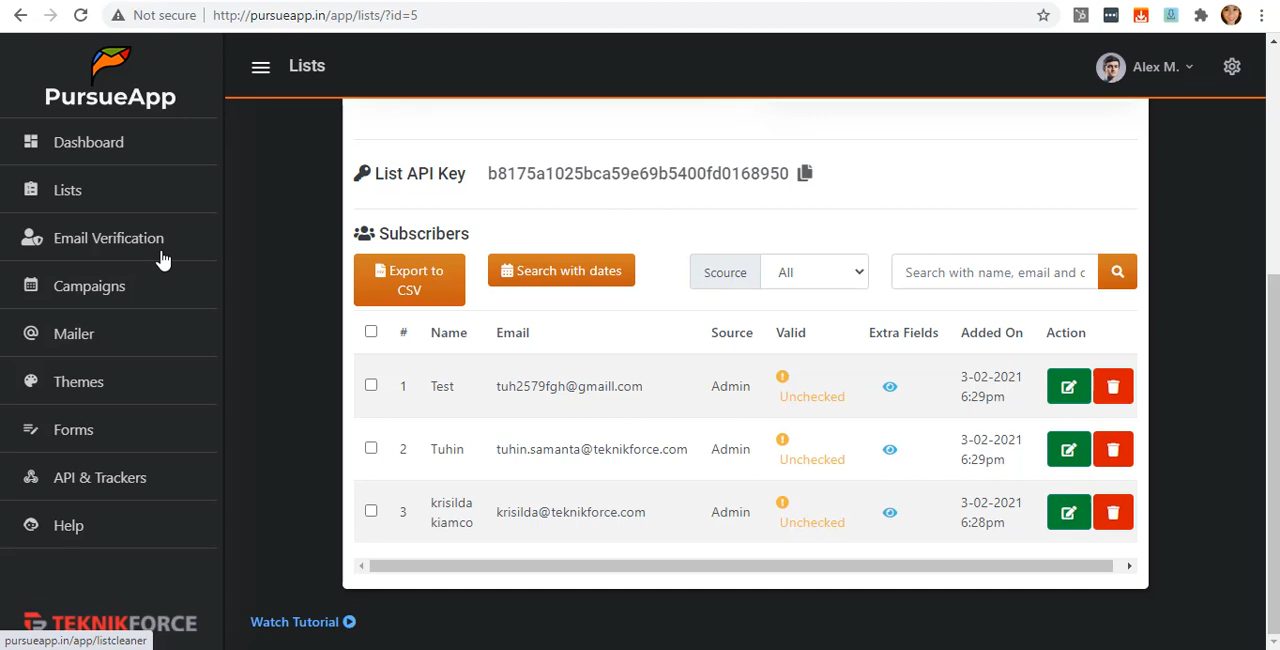 Not secure | http://pursueapp.in/app/lists/?id=5
PursueApp
Lists
Alex M.
Dashboard
Lists
Email Verification
Campaigns
Mailer
Themes
Forms
API & Trackers
Help
TEKNIKFORCE
pursueapp.in/app/listcleaner
List API Key b8175a1025bca59e69b5400fd0168950
Subscribers
Export to
CSV
Search with dates
Scource All
Search with name, email and c
# Name Email Source Valid Extra Fields Added On Action
1 Test tuh2579fgh@gmaill.com Admin Unchecked 3-02-2021
6:29pm
2 Tuhin tuhin.samanta@teknikforce.com Admin Unchecked 3-02-2021
6:29pm
3 krisilda
kiamco krisilda@teknikforce.com Admin Unchecked 3-02-2021
6:28pm
Watch Tutorial